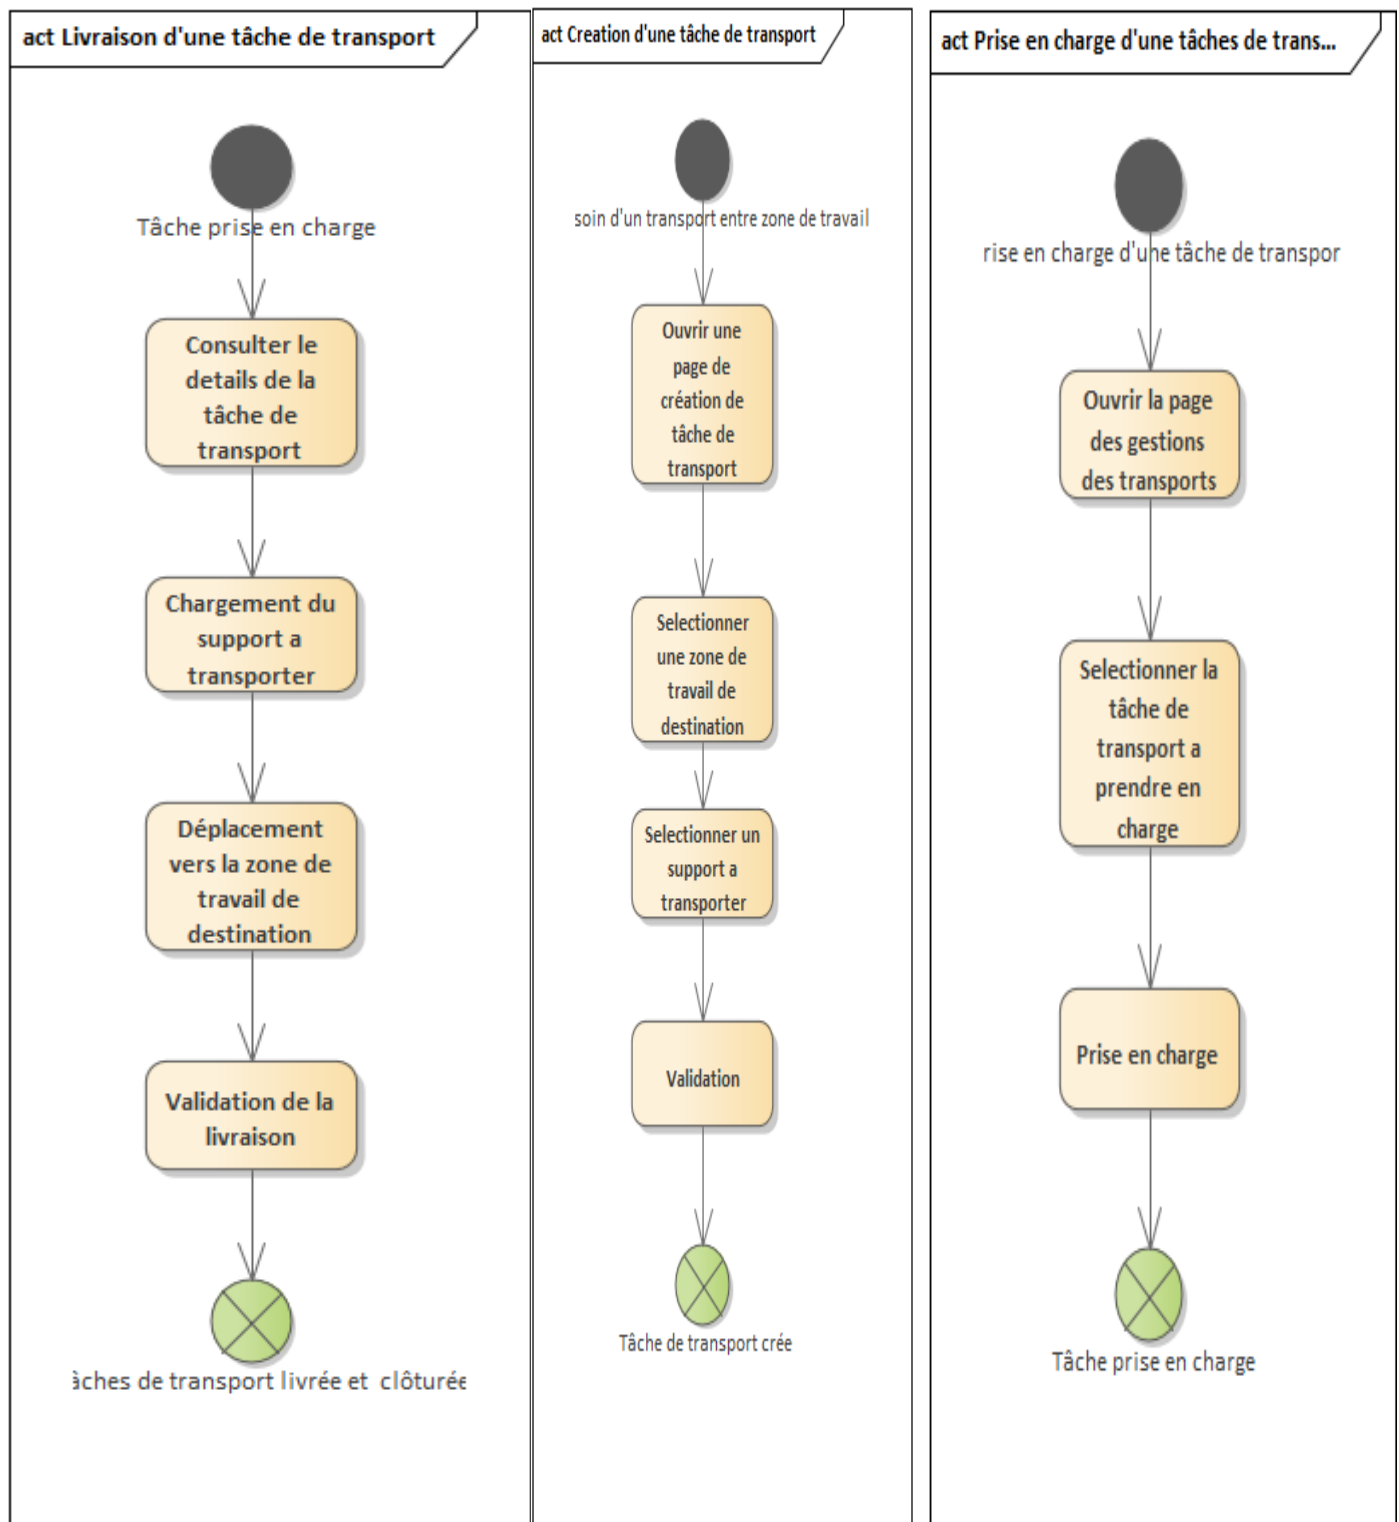 act Livraison d'une tâche de transport
Tâche prise en charge
Consulter le
details de la
tâche de
transport
Chargement du
support a
transporter
Déplacement
vers la zone de
travail de
destination
Validation de la
livraison
âches de transport livrée et clôturée
act Creation d'une tâche de transport
soin d'un transport entre zone de travail
Ouvrir une
page de
création de
tâche de
transport
Selectionner
une zone de
travail de
destination
Selectionner un
support a
transporter
Validation
Tâche de transport crée
act Prise en charge d'une tâches de trans...
rise en charge d'une tâche de transpor
Ouvrir la page
des gestions
des transports
Selectionner la
tâche de
transport a
prendre en
charge
Prise en charge
Tâche prise en charge